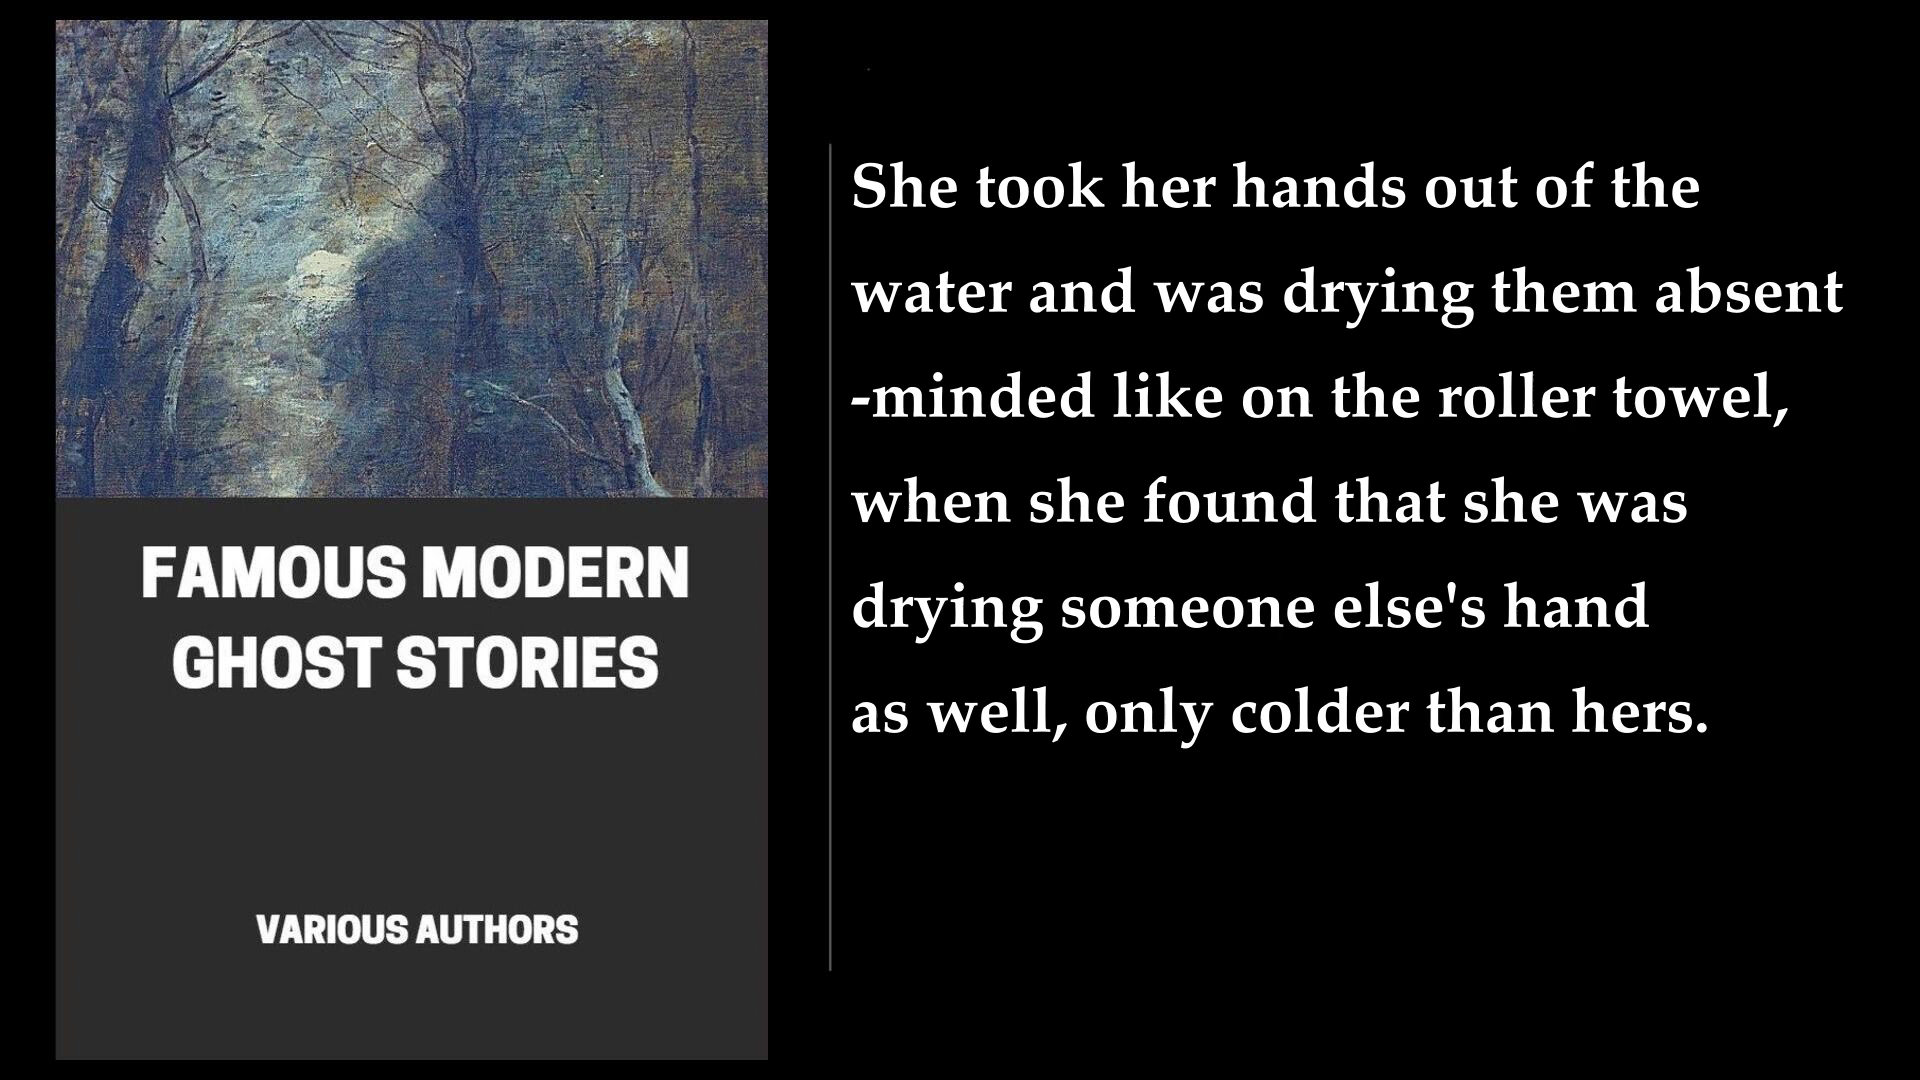 FAMOUS MODERN
GHOST STORIES
VARIOUS AUTHORS
She took her hands out of the
water and was drying them absent
-minded like on the roller towel,
when she found that she was
drying someone else's hand
as well, only colder than hers.